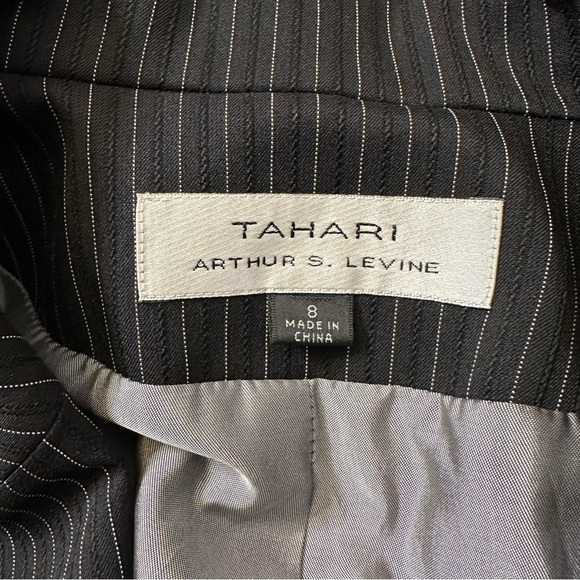 TAHARI
ARTHUR S. LEVINE
8
MADE IN
CHINA